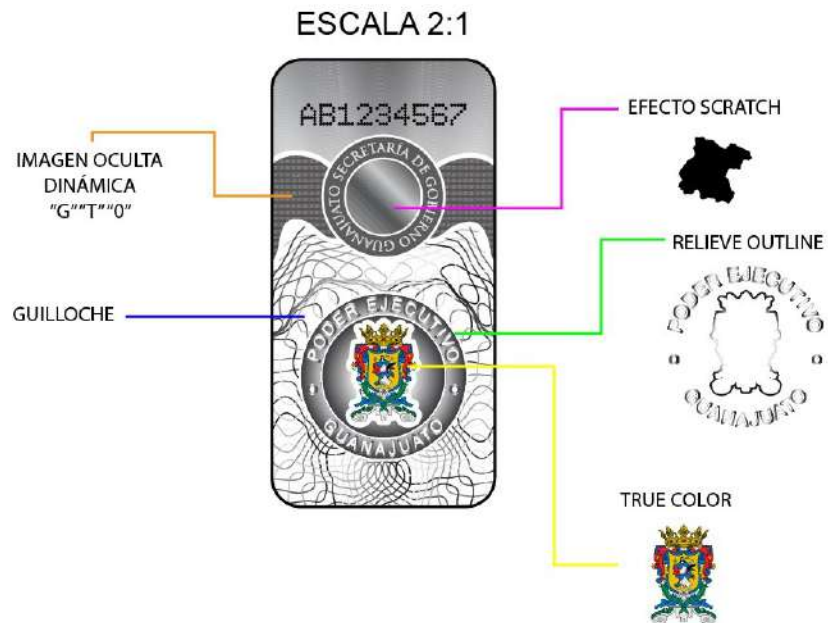 ESCALA 2:1
AB1234567
SECRETARÍA DE GOBIERNO GUANAJUATO
PODER EJECUTIVO
GUANAJUATO
IMAGEN OCULTA
DINÁMICA
"G""T""0"
GUILLOCHE
EFECTO SCRATCH
RELIEVE OUTLINE
PODER EJECUTIVO
GUANAJUATO
TRUE COLOR